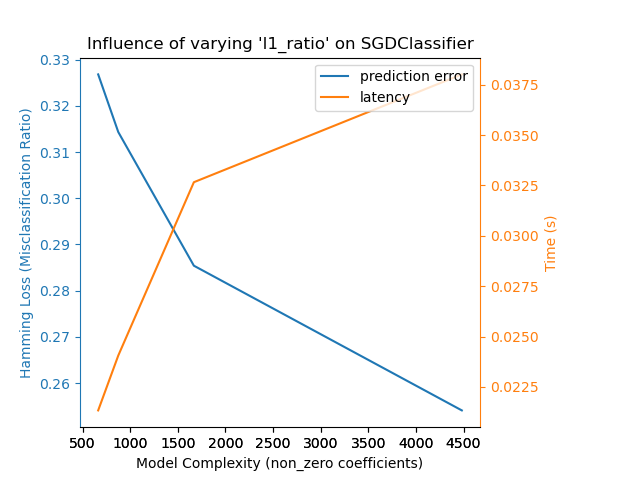 Influence of varying 'l1_ratio' on SGDClassifier
prediction error
latency
0.33
0.32
0.31
0.30
0.29
0.28
0.27
0.26
Hamming Loss (Misclassification Ratio)
0.0375
0.0350
0.0325
0.0300
0.0275
0.0250
0.0225
Time (s)
500 1000 1500 2000 2500 3000 3500 4000 4500
Model Complexity (non_zero coefficients)